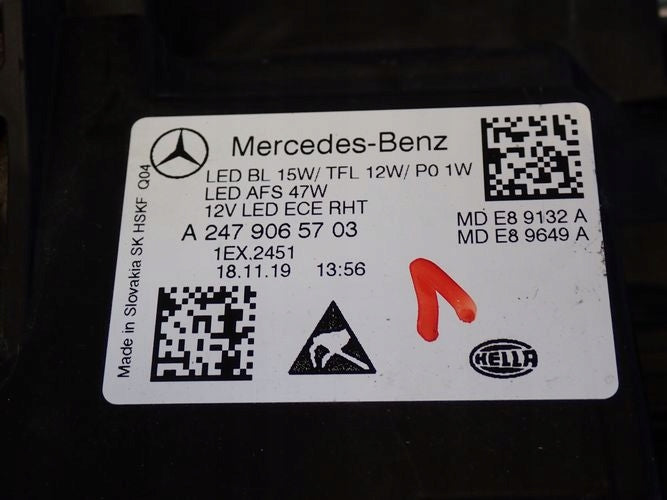 Mercedes-Benz
LED BL 15W/ TFL 12W/ P0 1W
LED AFS 47W
12V LED ECE RHT
A 247 906 57 03
1EX.2451
18.11.19 13:56
MD E8 9132 A
MD E8 9649 A
Made in Slovakia SK HSKF Q04
HELLA